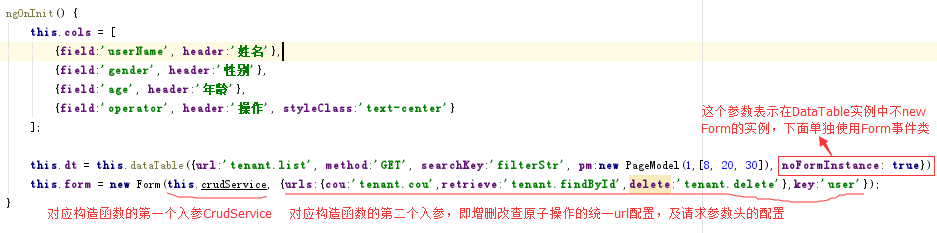 ngOnInit() {
this.cols = [
{field:'userName', header:'姓名'},
{field:'gender', header:'性别'},
{field:'age', header:'年龄'},
{field:'operator', header:'操作', styleClass:'text-center'}
];
这个参数表示在DataTable实例中不new
Form的实例，下面单独使用Form事件类
this.dt = this.dataTable({url:'tenant.list', method:'GET', searchKey:'filterStr', pm:new PageModel(1,[8, 20, 30]), noFormInstance: true})
this.form = new Form(this.crudService, {urls:{cou:'tenant.cou',retrieve:'tenant.findById',delete:'tenant.delete'},key:'user'});
}
对应构造函数的第一个入参CrudService
对应构造函数的第二个入参，即增删改查原子操作的统一url配置，及请求参数头的配置